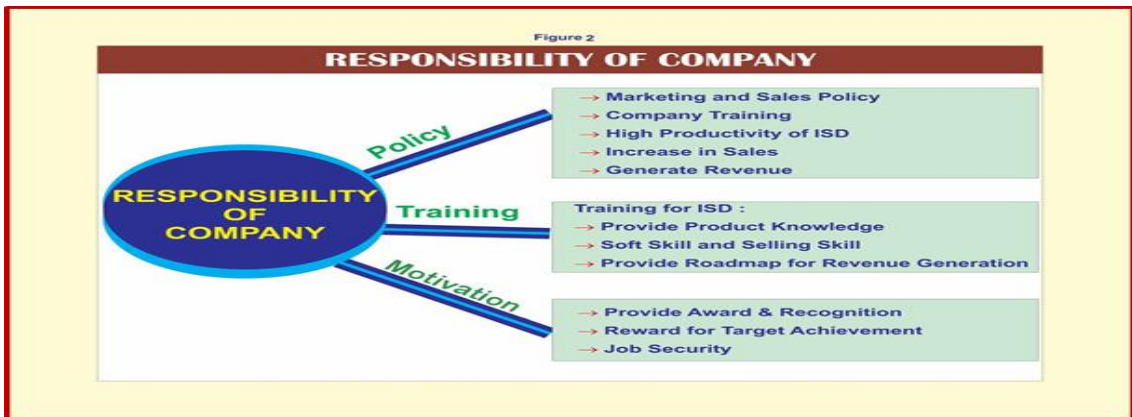 Figure 2
RESPONSIBILITY OF COMPANY
RESPONSIBILITY
OF
COMPANY
Policy
→ Marketing and Sales Policy
→ Company Training
→ High Productivity of ISD
→ Increase in Sales
→ Generate Revenue
Training
Training for ISD :
→ Provide Product Knowledge
→ Soft Skill and Selling Skill
→ Provide Roadmap for Revenue Generation
Motivation
→ Provide Award & Recognition
→ Reward for Target Achievement
→ Job Security